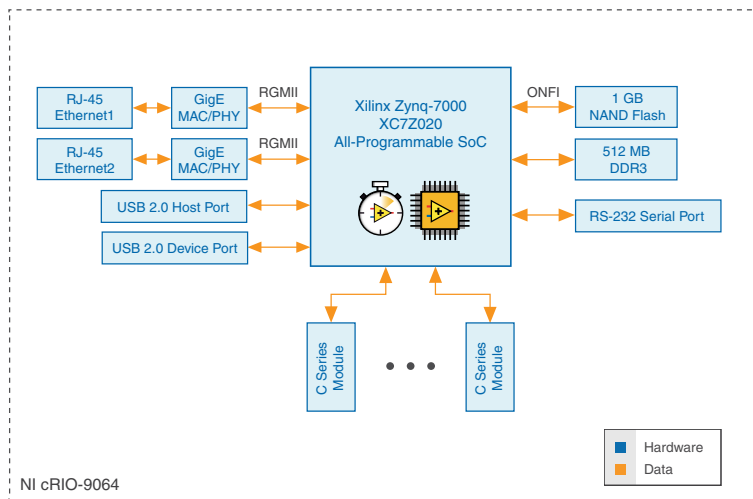 RJ-45
Ethernet1
GigE
MAC/PHY
RGMII
RJ-45
Ethernet2
GigE
MAC/PHY
RGMII
USB 2.0 Host Port
USB 2.0 Device Port
Xilinx Zynq-7000
XC7Z020
All-Programmable SoC
ONFI
1 GB
NAND Flash
512 MB
DDR3
RS-232 Serial Port
C Series
Module
C Series
Module
Hardware
Data
NI cRIO-9064